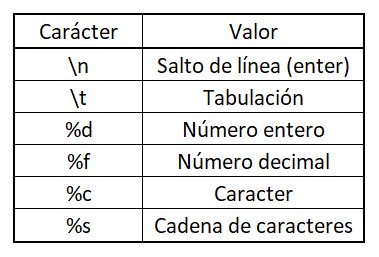 Carácter Valor
\n Salto de línea (enter)
\t Tabulación
%d Número entero
%f Número decimal
%c Caracter
%s Cadena de caracteres